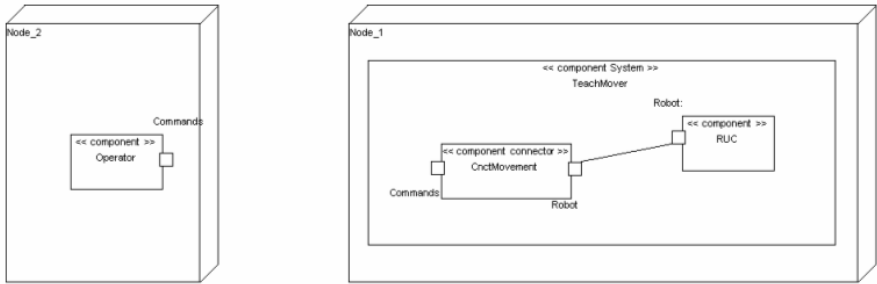 Node_2
Commands
<< component >>
Operator
Node_1
<< component System >>
TeachMover
Robot:
<< component >>
RUC
<< component connector >>
CnctMovement
Commands
Robot